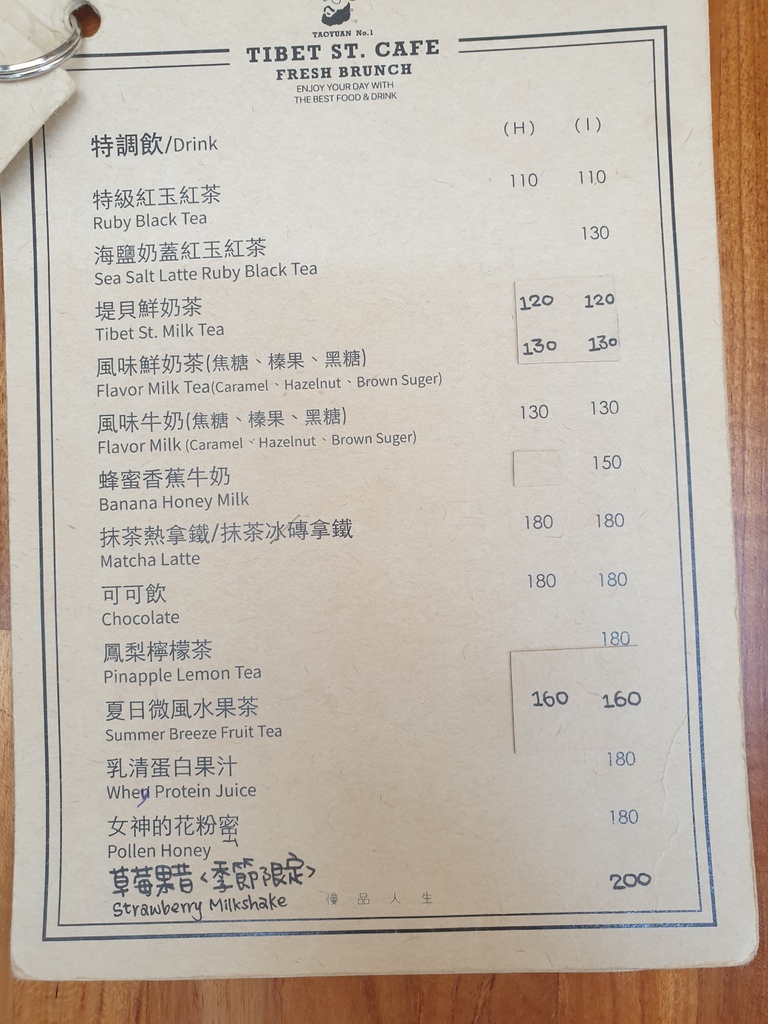 TAOYUAN No.1
TIBET ST. CAFE
FRESH BRUNCH
ENJOY YOUR DAY WITH
THE BEST FOOD & DRINK
特調飲/Drink (H) (I)
特級紅玉紅茶 110 110
Ruby Black Tea
海鹽奶蓋紅玉紅茶 130
Sea Salt Latte Ruby Black Tea
堤貝鮮奶茶 120 120
Tibet St. Milk Tea
風味鮮奶茶(焦糖、榛果、黑糖) 130 130
Flavor Milk Tea(Caramel、Hazelnut、Brown Suger)
風味牛奶(焦糖、榛果、黑糖) 130 130
Flavor Milk (Caramel、Hazelnut、Brown Suger)
蜂蜜香蕉牛奶 150
Banana Honey Milk
抹茶熱拿鐵/抹茶冰磚拿鐵 180 180
Matcha Latte
可可飲 180 180
Chocolate
鳳梨檸檬茶 180
Pinapple Lemon Tea
夏日微風水果茶 160 160
Summer Breeze Fruit Tea
乳清蛋白果汁 180
Whey Protein Juice
女神的花粉蜜 180
Pollen Honey
草莓果昔<季節限定> 200
Strawberry Milkshake
慢品人生